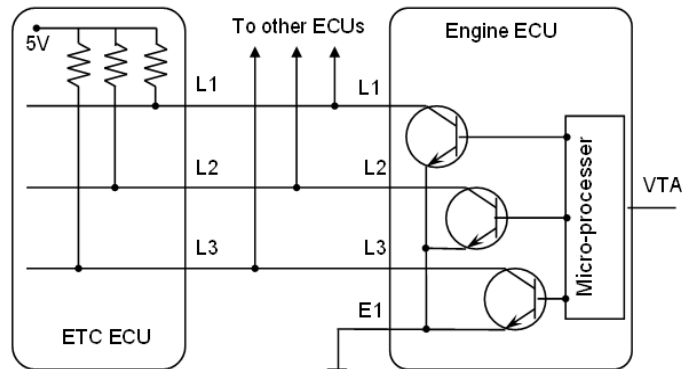 5V
To other ECUs
Engine ECU
L1
L1
L2
L2
VTA
Micro-processer
L3
L3
E1
ETC ECU